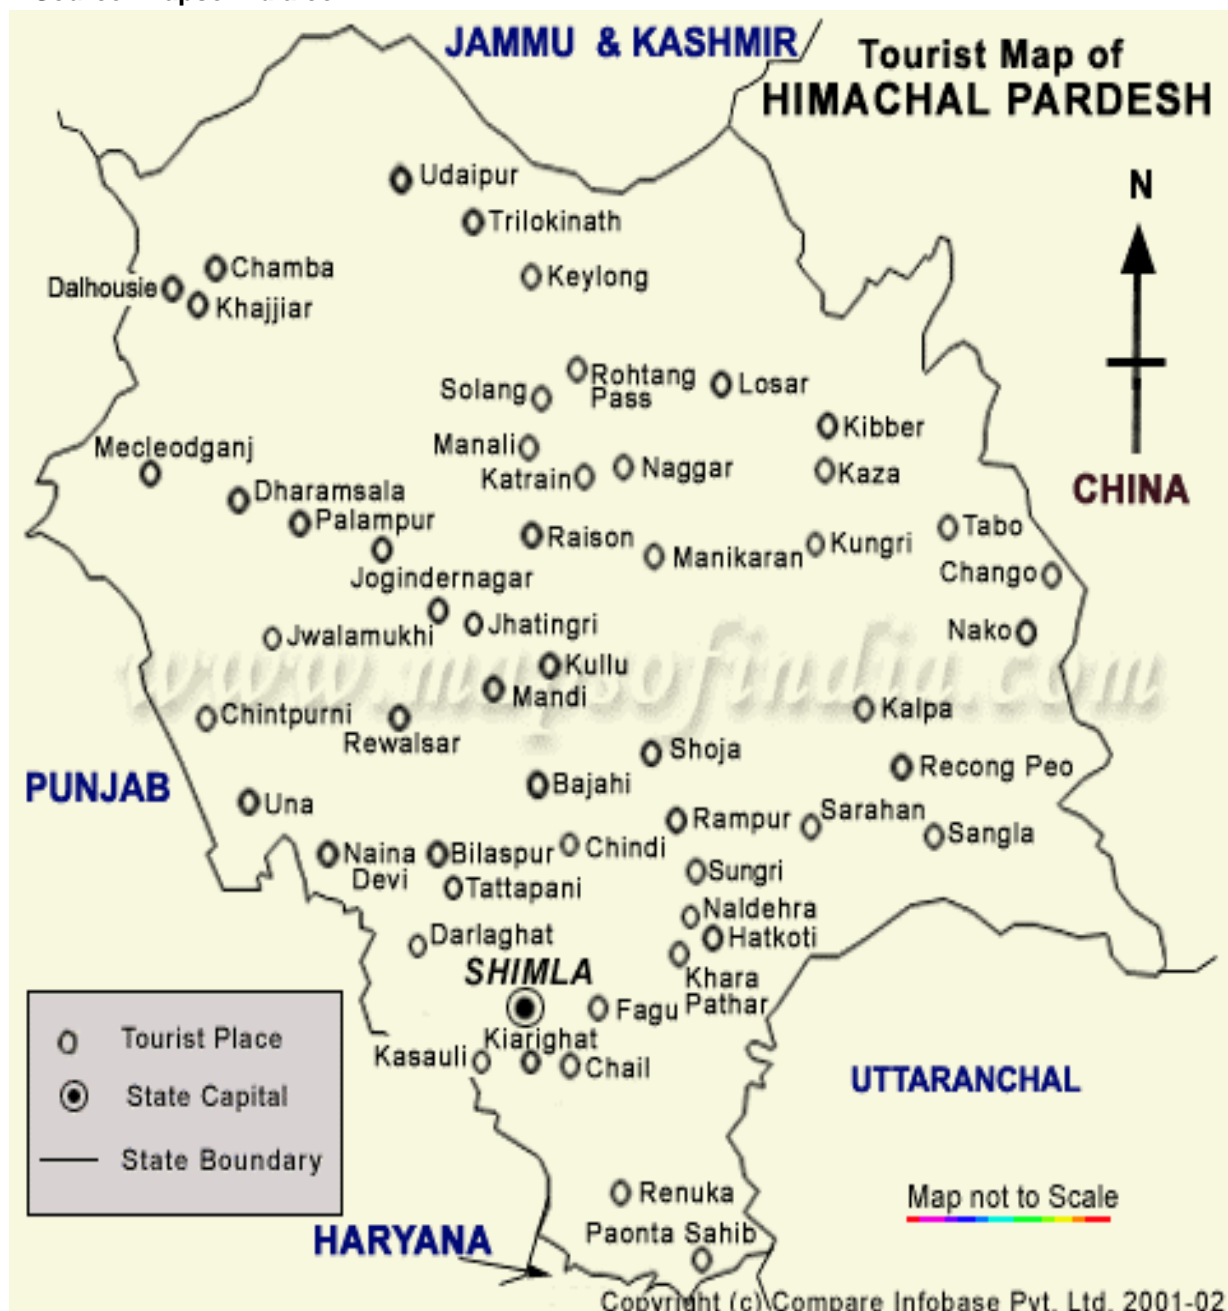 JAMMU & KASHMIR
Tourist Map of
HIMACHAL PARDESH
N
Udaipur
Trilokinath
Chamba
Keylong
Dalhousie
Khajjiar
Rohtang
Pass
Losar
Solang
Kibber
Manali
Mecleodganj
Naggar
Katrain
Kaza
CHINA
Dharamsala
Palampur
Tabo
Raison
Kungri
Manikaran
Chango
Jogindernagar
Jhatingri
Nako
Jwalamukhi
www.mapsofindia.com
Kullu
Mandi
Kalpa
Chintpurni
Rewalsar
Shoja
Recong Peo
PUNJAB
Bajahi
Una
Sarahan
Rampur
Sangla
Chindi
Naina
Devi
Bilaspur
Sungri
Tattapani
Naldehra
Darlaghat
Hatkoti
SHIMLA
Khara
Pathar
Fagu
Kiarighat
Kasauli
Chail
Tourist Place
State Capital
State Boundary
UTTARANCHAL
Renuka
Map not to Scale
Paonta Sahib
HARYANA
Copyright (c) Compare Infobase Pvt. Ltd. 2001-02